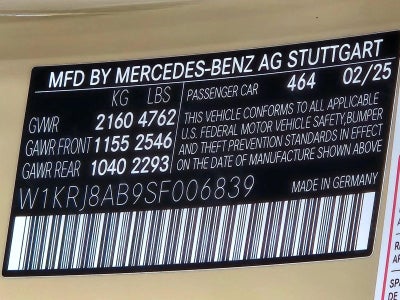 MFD BY MERCEDES-BENZ AG STUTTGART
KG LBS
GVWR 2160 4762
GAWR FRONT 1155 2546
GAWR REAR 1040 2293
PASSENGER CAR 464 02/25
THIS VEHICLE CONFORMS TO ALL APPLICABLE
U.S. FEDERAL MOTOR VEHICLE SAFETY,BUMPER
AND THEFT PREVENTION STANDARDS IN EFFECT
ON THE DATE OF MANUFACTURE SHOWN ABOVE
W1KRJ8AB9SF006839
MADE IN GERMANY